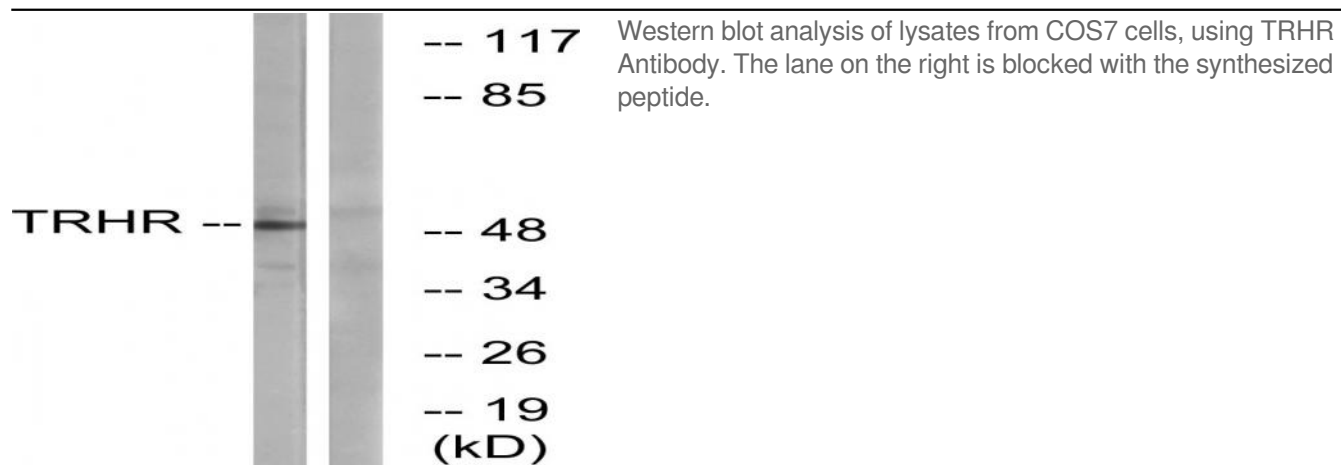 TRHR --
-- 117
-- 85
-- 48
-- 34
-- 26
-- 19
(kD)
Western blot analysis of lysates from COS7 cells, using TRHR
Antibody. The lane on the right is blocked with the synthesized
peptide.